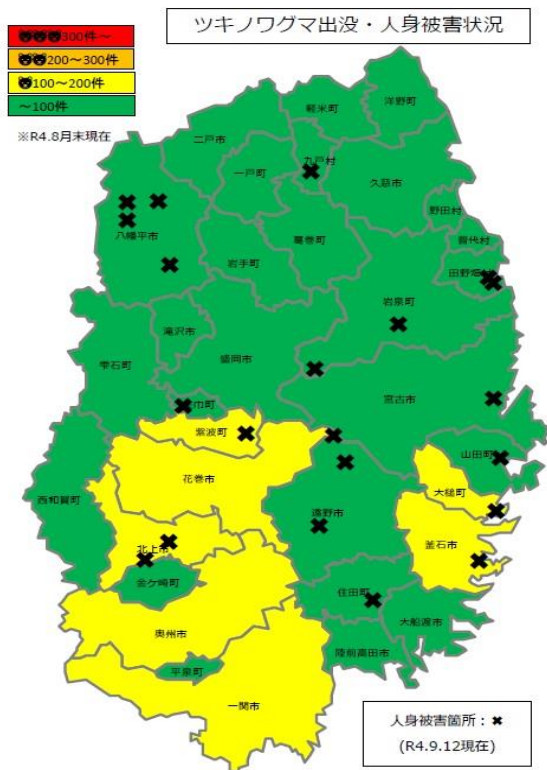 ツキノワグマ出没・人身被害状況
300件～
200～300件
100～200件
～100件
※R4.8月末現在
軽米町
洋野町
二戸市
一戸町
九戸村
久慈市
野田村
普代村
八幡平市
葛巻町
岩手町
田野畑
岩泉町
滝沢市
盛岡市
雫石町
宮古市
巾町
紫波町
山田町
花巻市
大槌町
西和賀町
遠野市
釜石市
北上市
金ケ崎町
住田町
大船渡市
奥州市
陸前高田市
平泉町
一関市
人身被害箇所：✖
(R4.9.12現在)